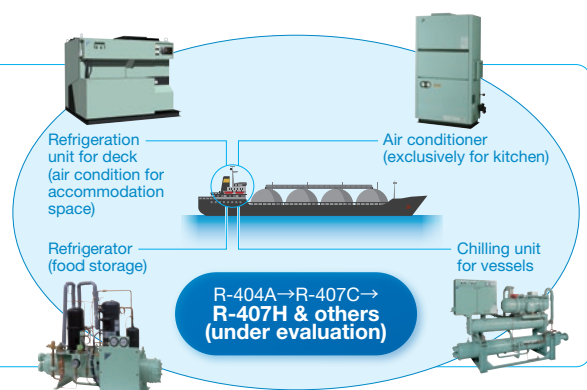 Refrigeration
unit for deck
(air condition for
accommodation
space)
Air conditioner
(exclusively for kitchen)
Refrigerator
(food storage)
Chilling unit
for vessels
R-404A→R-407C→
R-407H & others
(under evaluation)